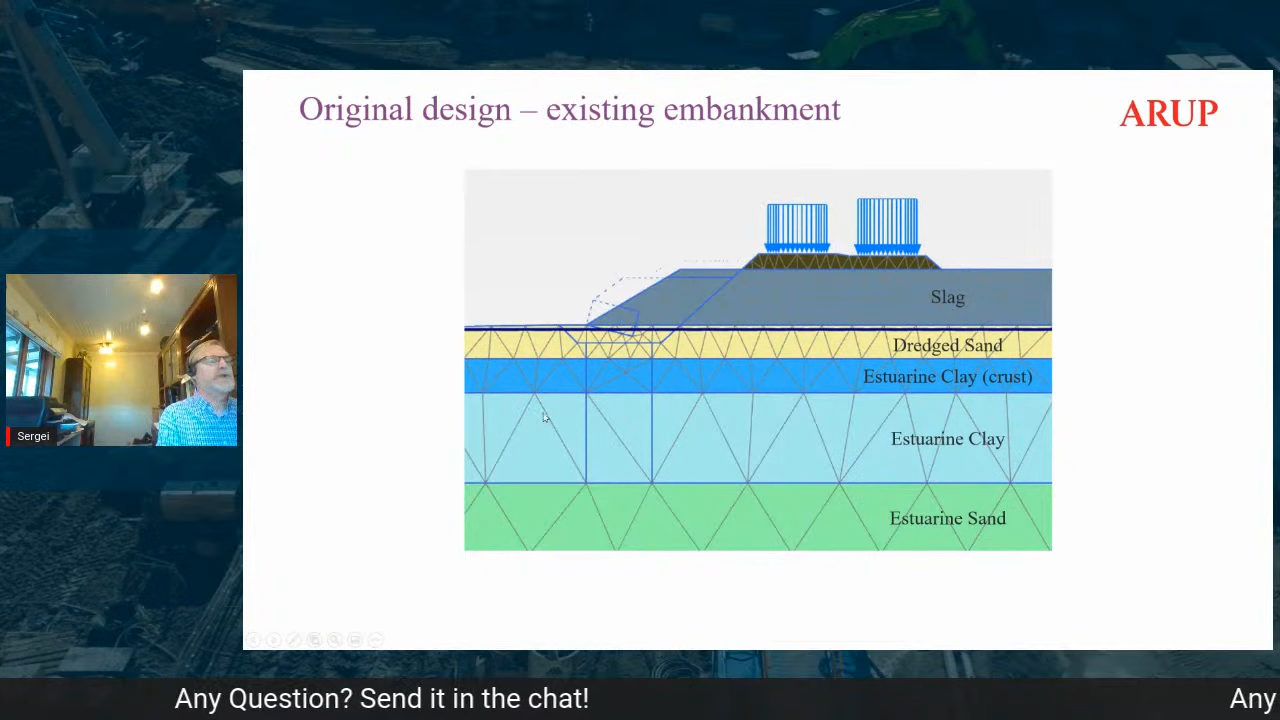 Original design – existing embankment
ARUP
Slag
Dredged Sand
Estuarine Clay (crust)
Estuarine Clay
Estuarine Sand
Sergei
Any Question? Send it in the chat!
Any